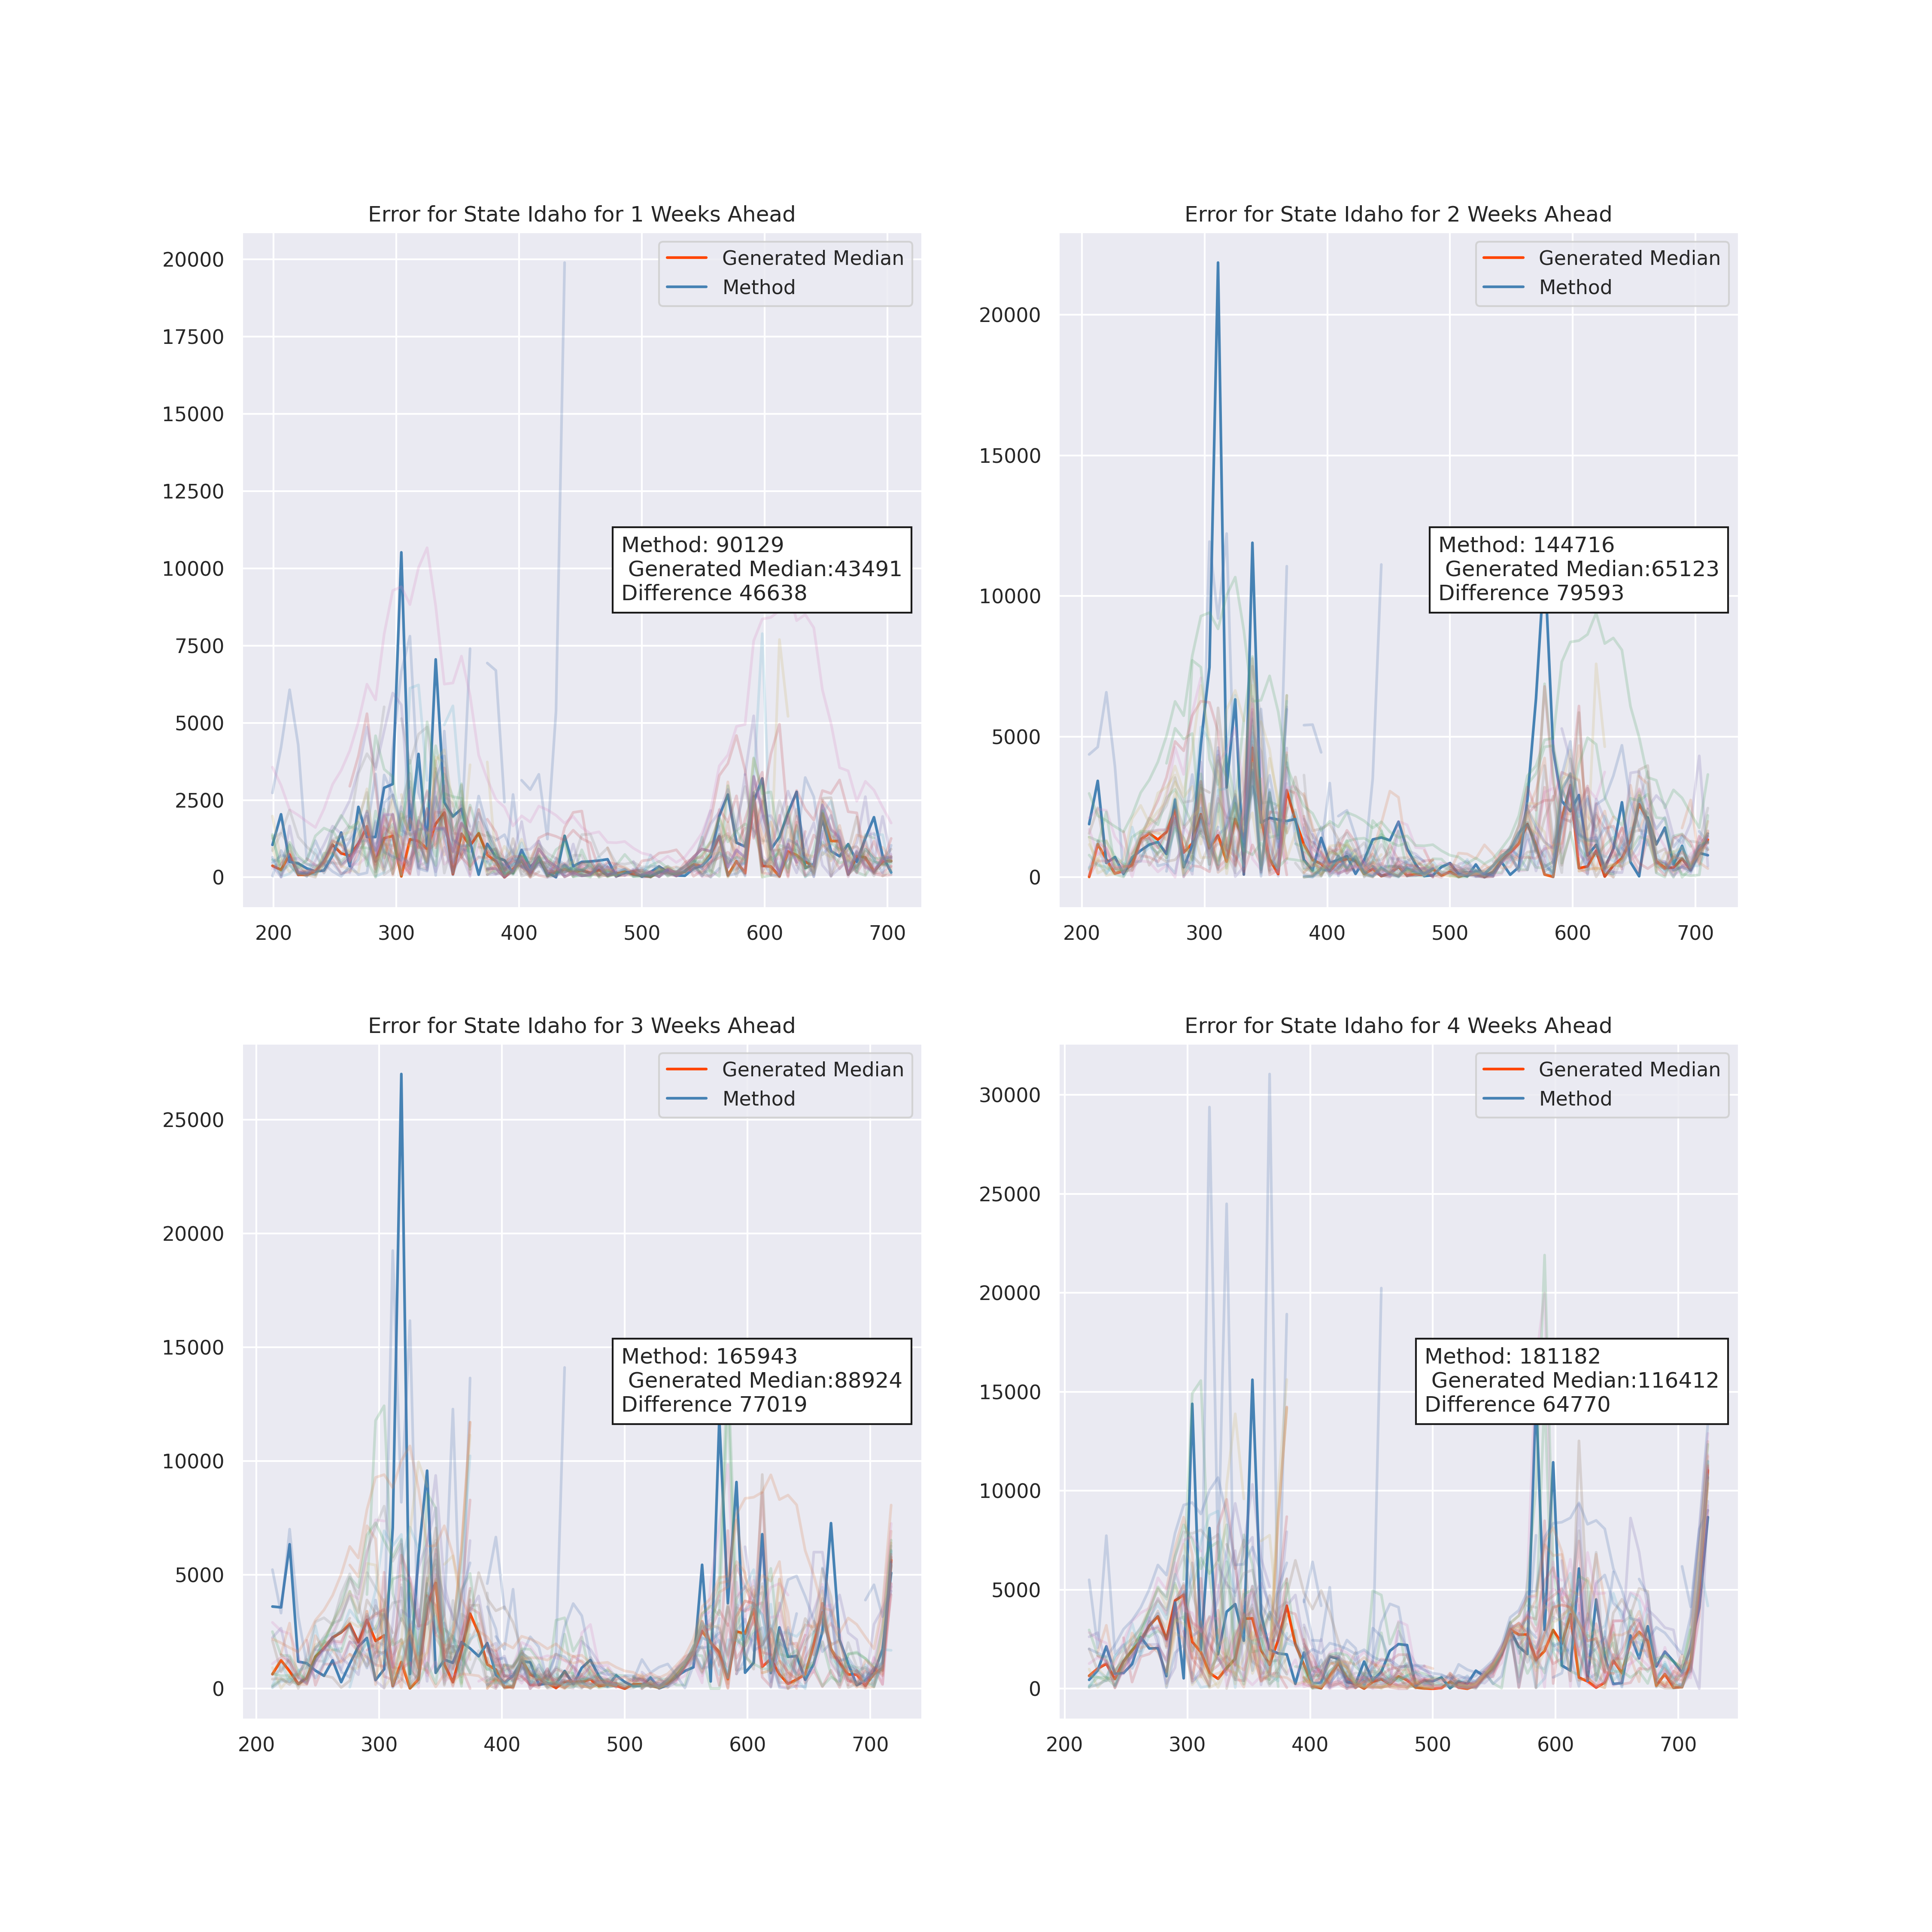 Error for State Idaho for 1 Weeks Ahead
20000
17500
15000
12500
10000
7500
5000
2500
0
200 300 400 500 600 700
Generated Median
Method
Method: 90129
Generated Median:43491
Difference 46638
Error for State Idaho for 2 Weeks Ahead
20000
15000
10000
5000
0
200 300 400 500 600 700
Generated Median
Method
Method: 144716
Generated Median:65123
Difference 79593
Error for State Idaho for 3 Weeks Ahead
25000
20000
15000
10000
5000
0
200 300 400 500 600 700
Generated Median
Method
Method: 165943
Generated Median:88924
Difference 77019
Error for State Idaho for 4 Weeks Ahead
30000
25000
20000
15000
10000
5000
0
200 300 400 500 600 700
Generated Median
Method
Method: 181182
Generated Median:116412
Difference 64770